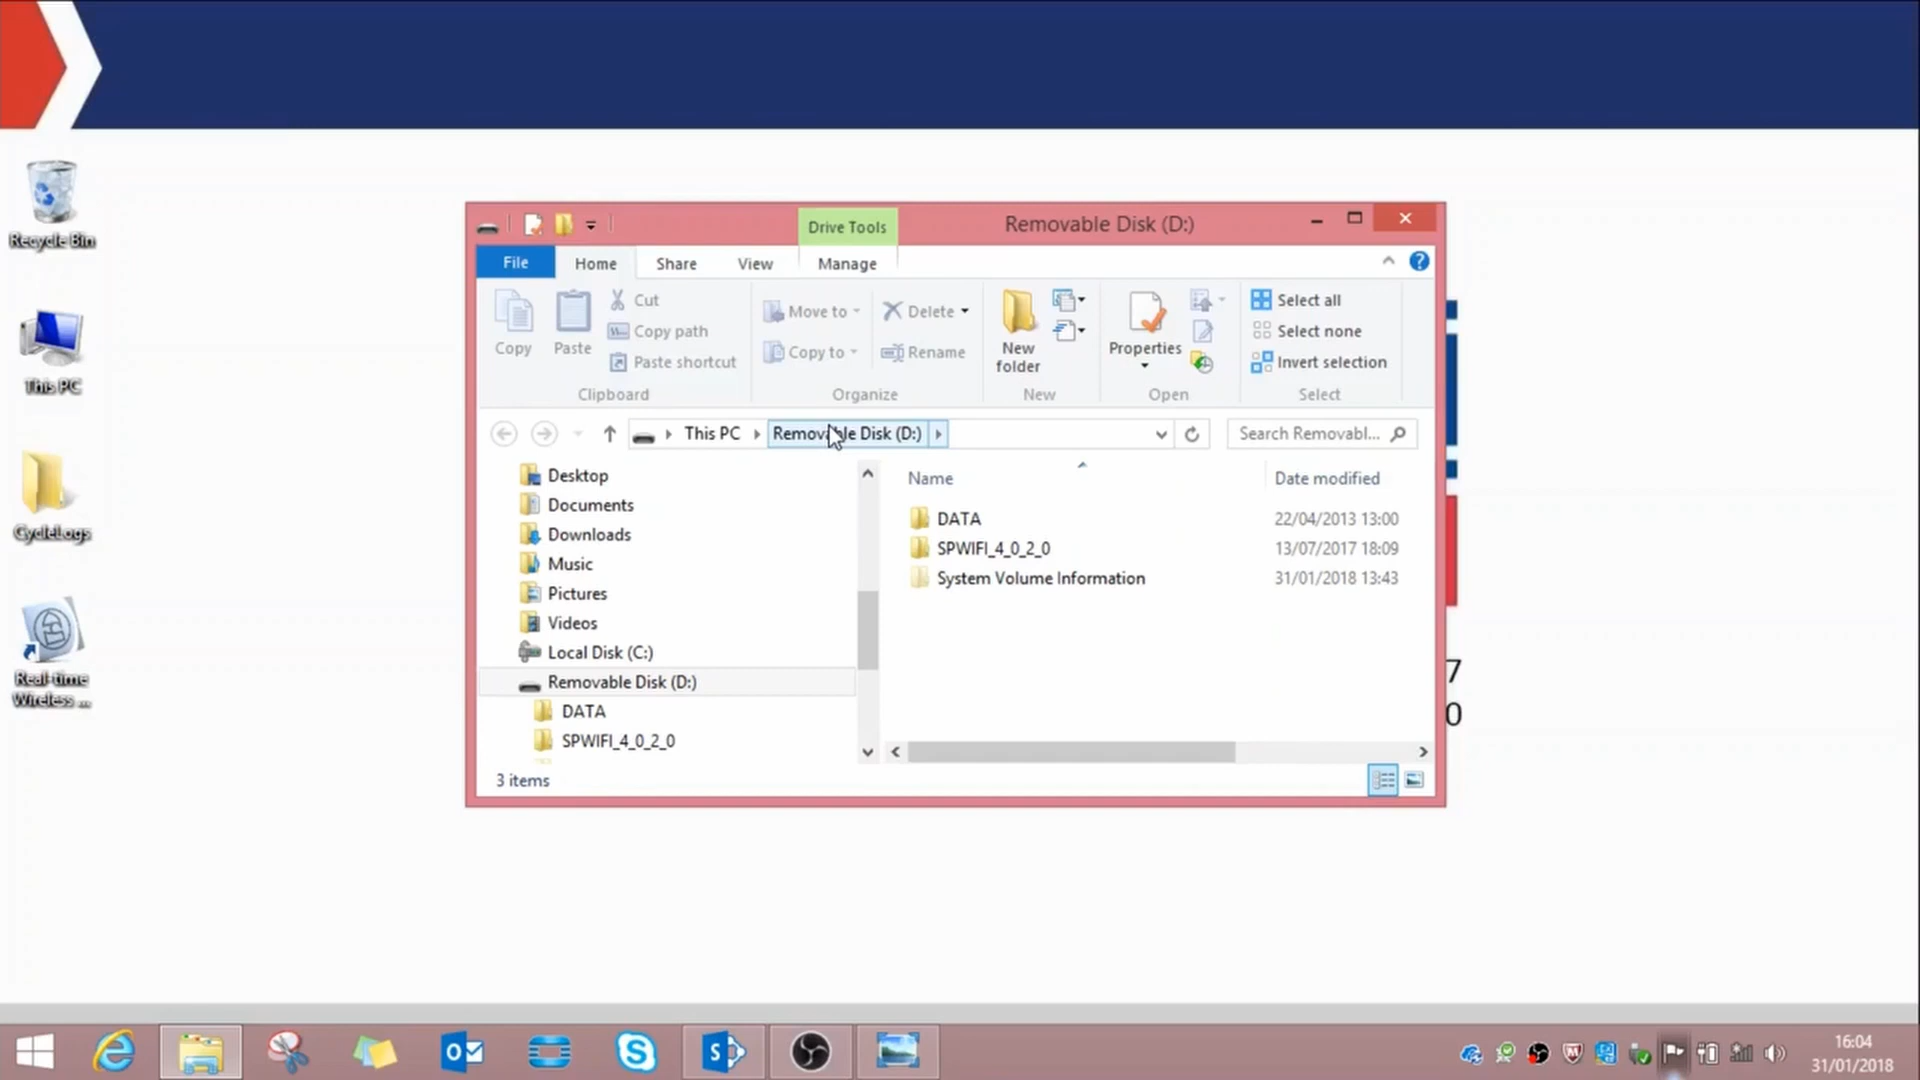 Recycle Bin
This PC
CycleLogs
Real-time
Wireless ...
Drive Tools
Removable Disk (D:)
File
Home
Share
View
Manage
Copy
Paste
Cut
Copy path
Paste shortcut
Clipboard
Move to
Copy to
Delete
Rename
Organize
New
folder
New
Properties
Open
Select all
Select none
Invert selection
Select
This PC
Removable Disk (D:)
Search Removabl...
Desktop
Documents
Downloads
Music
Pictures
Videos
Local Disk (C:)
Removable Disk (D:)
DATA
SPWIFI_4_0_2_0
Name
Date modified
DATA
22/04/2013 13:00
SPWIFI_4_0_2_0
13/07/2017 18:09
System Volume Information
31/01/2018 13:43
3 items
7
0
16:04
31/01/2018